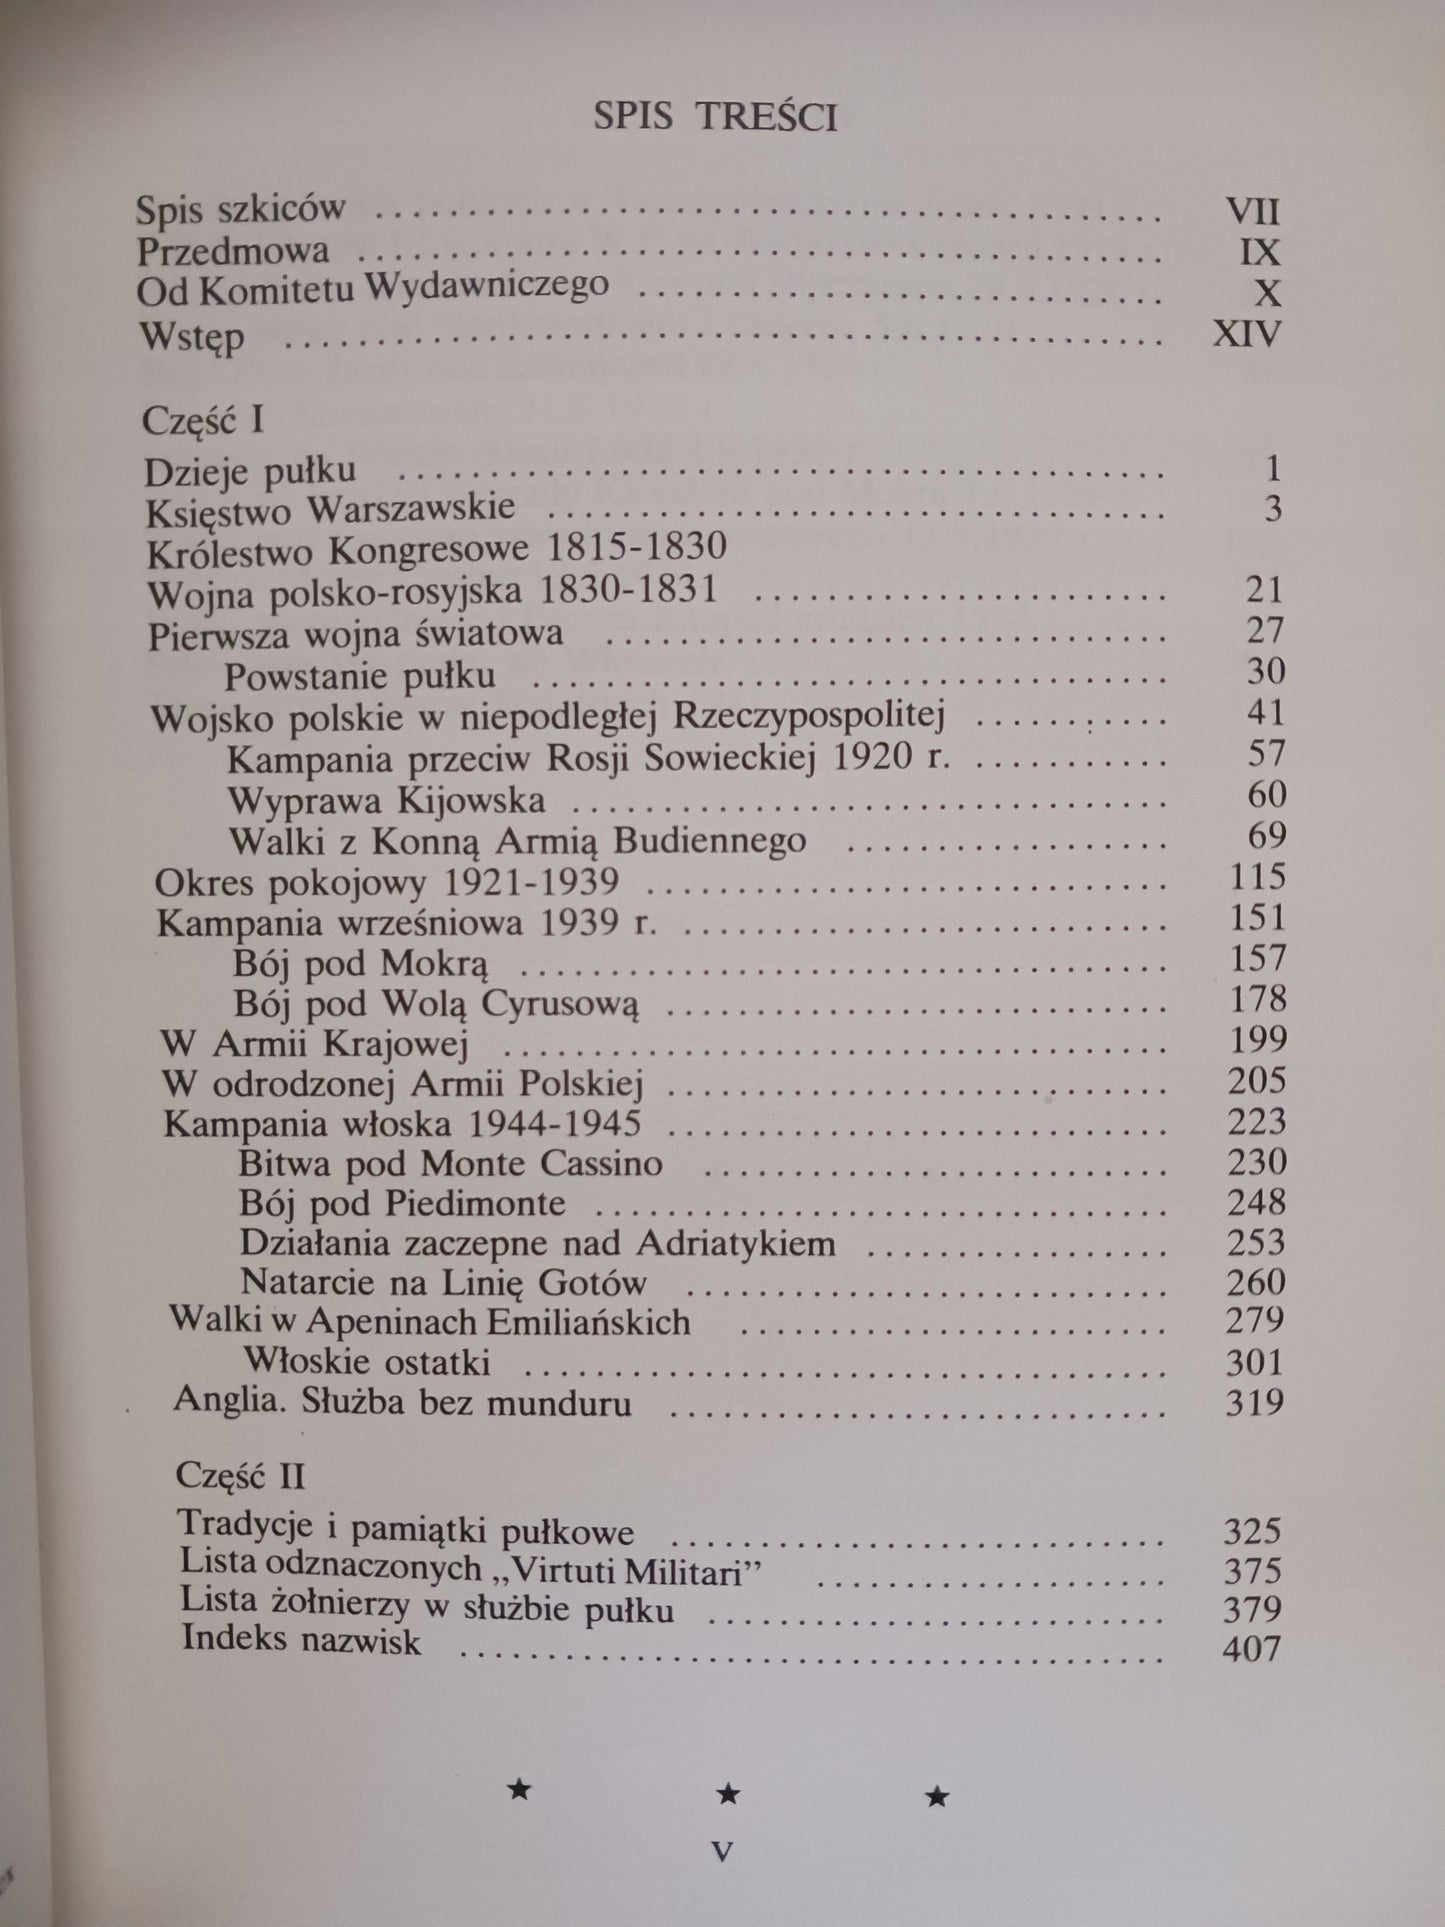 SPIS TREŚCI
Spis szkiców ........................................ VII
Przedmowa ........................................ IX
Od Komitetu Wydawniczego ........................................ X
Wstęp ........................................ XIV
Część I
Dzieje pułku ........................................ 1
Księstwo Warszawskie ........................................ 3
Królestwo Kongresowe 1815-1830
Wojna polsko-rosyjska 1830-1831 ........................................ 21
Pierwsza wojna światowa ........................................ 27
Powstanie pułku ........................................ 30
Wojsko polskie w niepodległej Rzeczypospolitej ............. 41
Kampania przeciw Rosji Sowieckiej 1920 r. ............. 57
Wyprawa Kijowska ........................................ 60
Walki z Konną Armią Budiennego ...................... 69
Okres pokojowy 1921-1939 ........................................ 115
Kampania wrześniowa 1939 r. ........................................ 151
Bój pod Mokrą ........................................ 157
Bój pod Wolą Cyrusową ........................................ 178
W Armii Krajowej ........................................ 199
W odrodzonej Armii Polskiej ........................................ 205
Kampania włoska 1944-1945 ........................................ 223
Bitwa pod Monte Cassino ........................................ 230
Bój pod Piedimonte ........................................ 248
Działania zaczepne nad Adriatykiem ...................... 253
Natarcie na Linię Gotów ........................................ 260
Walki w Apeninach Emiliańskich ........................................ 279
Włoskie ostatki ........................................ 301
Anglia. Służba bez munduru ........................................ 319
Część II
Tradycje i pamiątki pułkowe ........................................ 325
Lista odznaczonych „Virtuti Militari” ........................ 375
Lista żołnierzy w służbie pułku ........................................ 379
Indeks nazwisk ........................................ 407
★ ★ ★
V